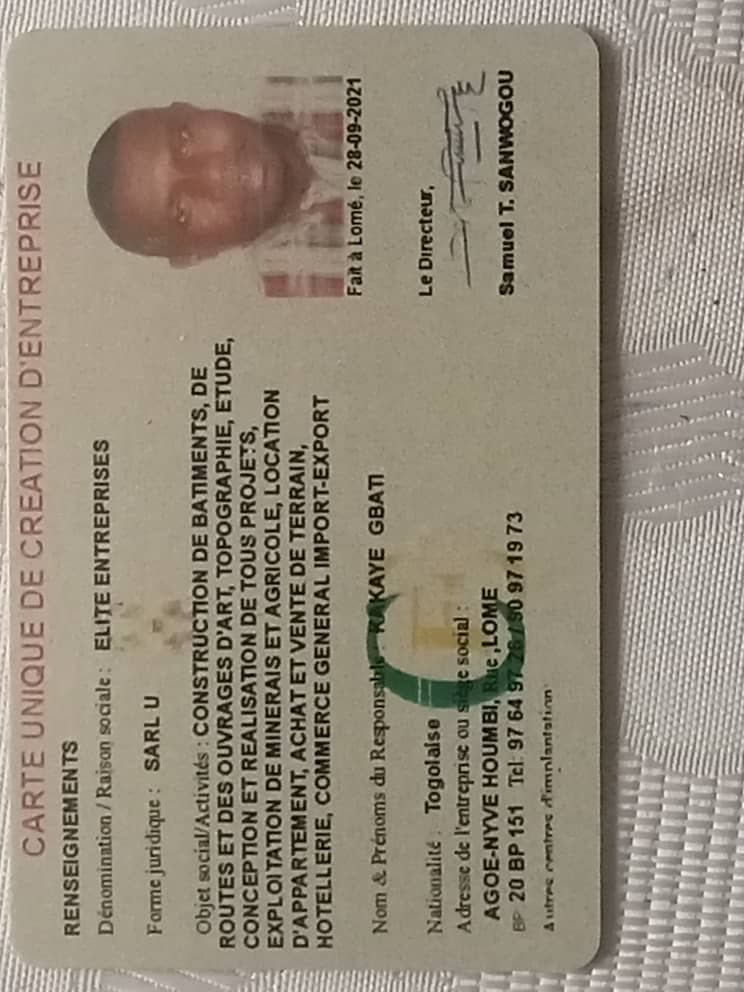 CARTE UNIQUE DE CREATION D'ENTREPRISE
RENSEIGNEMENTS
Dénomination / Raison sociale : ELITE ENTREPRISES
Forme juridique : SARL U
Objet social/Activités : CONSTRUCTION DE BATIMENTS, DE
ROUTES ET DES OUVRAGES D'ART, TOPOGRAPHIE, ETUDE,
CONCEPTION ET REALISATION DE TOUS PROJETS,
EXPLOITATION DE MINERAIS ET AGRICOLE, LOCATION
D'APPARTEMENT, ACHAT ET VENTE DE TERRAIN,
HOTELLERIE, COMMERCE GENERAL IMPORT-EXPORT
Nom & Prénoms du Responsable : KAKAYE GBATI
Nationalité : Togolaise
Adresse de l'entreprise ou siège social :
AGOE-NYVE HOUMBI, Rue ,LOME
BP 20 BP 151 Tel: 97 64 97 / 90 97 19 73
Autres centres d'implantation:
Fait à Lomé, le 28-09-2021
Le Directeur,
Samuel T. SANWOGOU